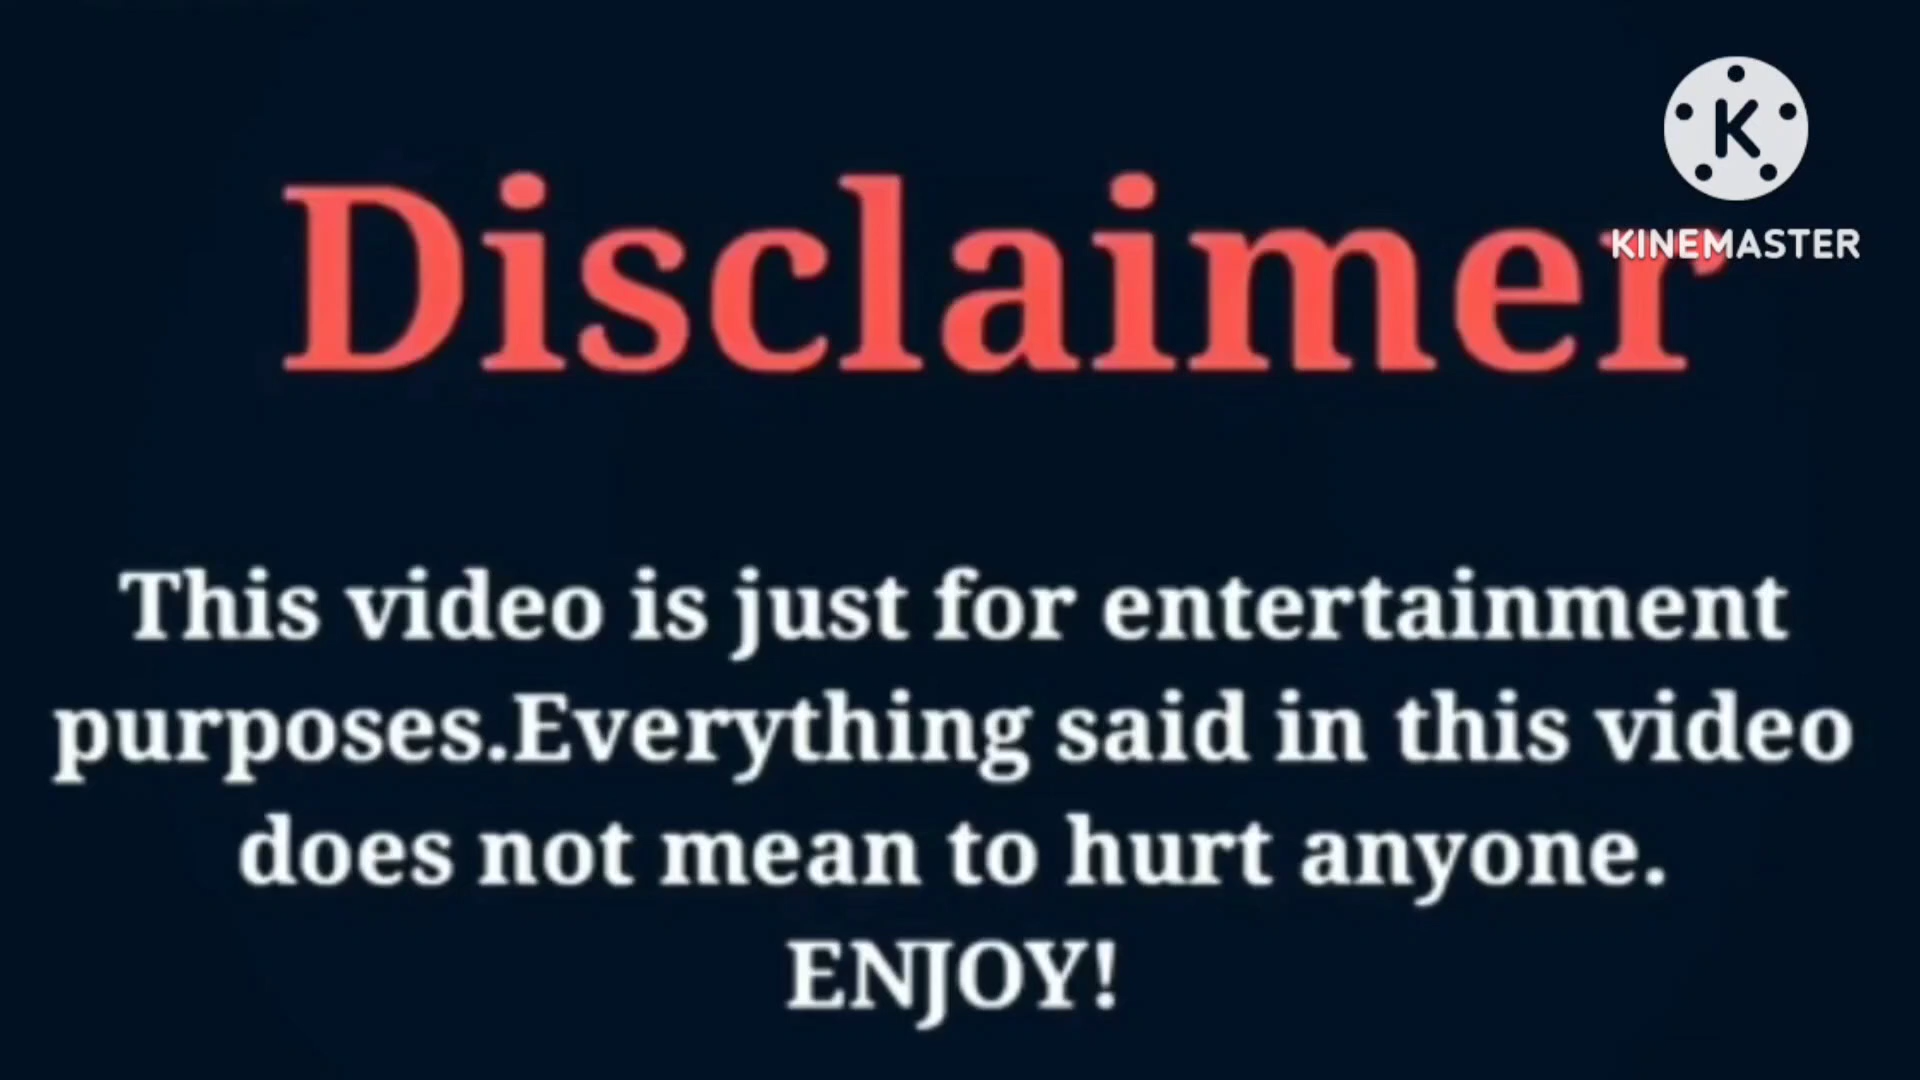 K
KINEMASTER
Disclaimer
This video is just for entertainment
purposes.Everything said in this video
does not mean to hurt anyone.
ENJOY!